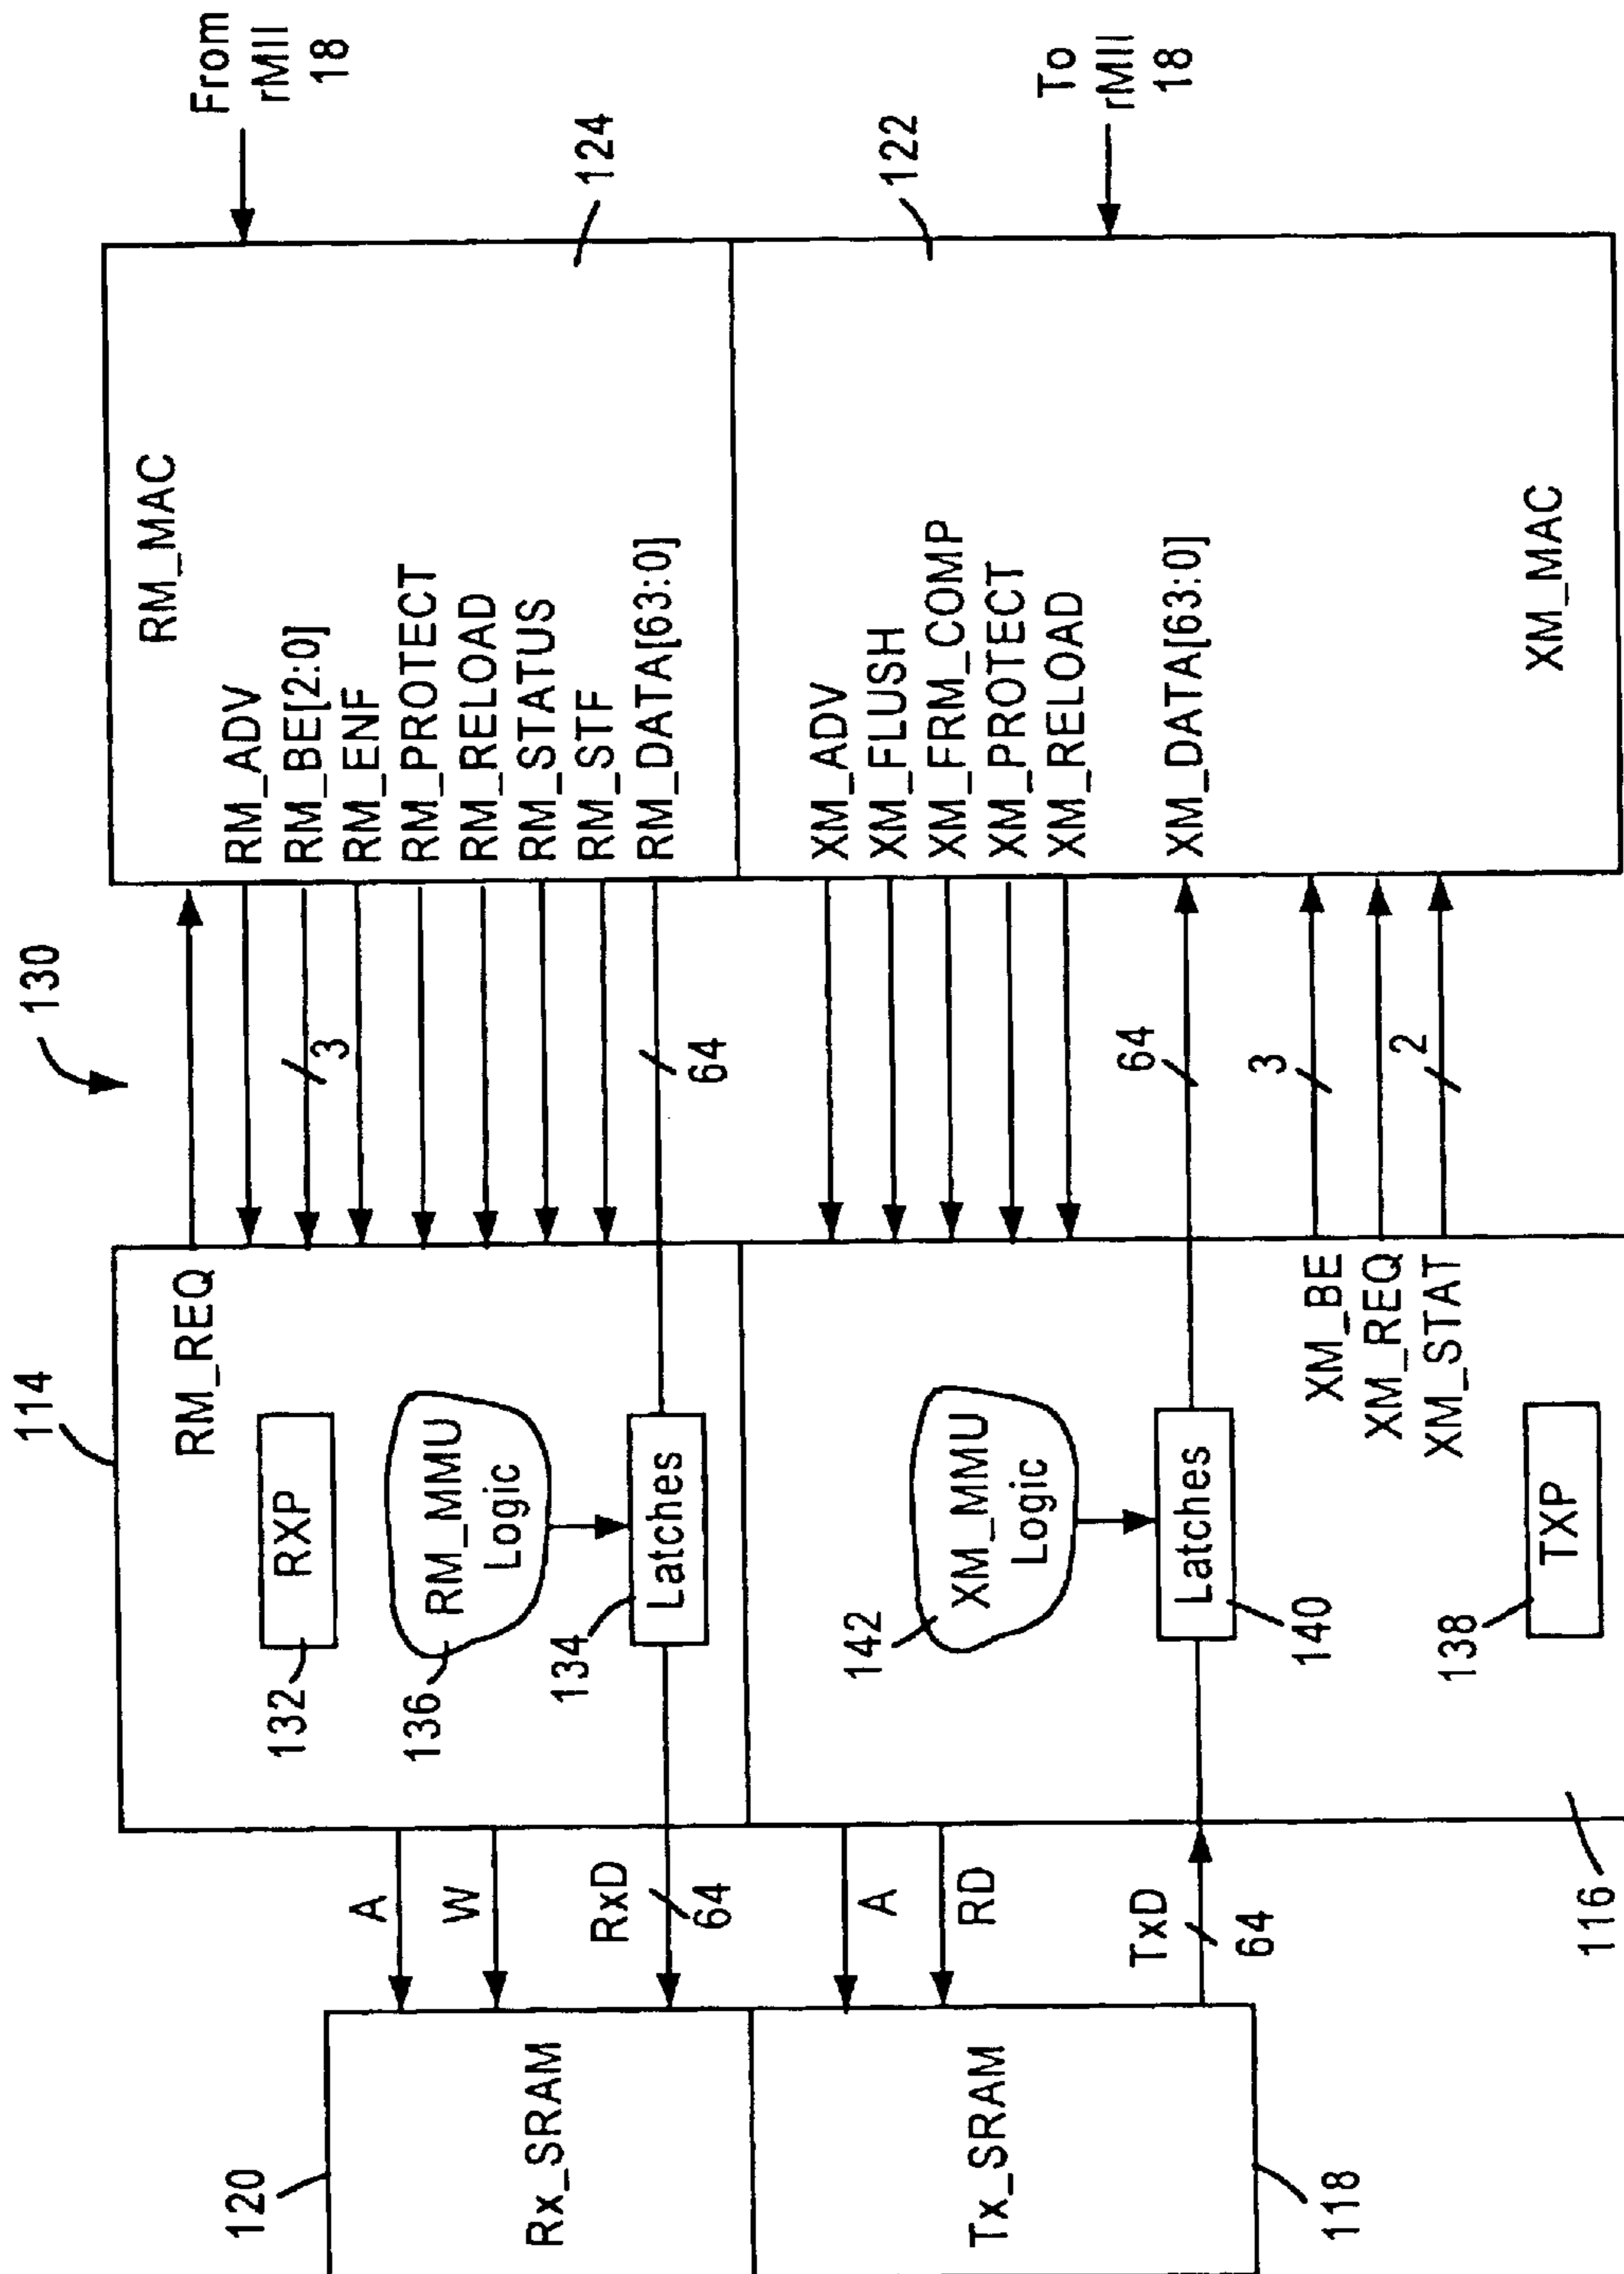 120
Rx_SRAM
Tx_SRAM
118
A
W
RxD
64
A
RD
TxD
64
114
RM_REQ
132
RXP
136
RM_MMU
Logic
134
Latches
142
XM_MMU
Logic
Latches
140
XM_BE
XM_REQ
XM_STAT
138
TXP
116
130
3
64
64
3
2
RM_MAC
RM_ADV
RM_BE[2:0]
RM_ENF
RM_PROTECT
RM_RELOAD
RM_STATUS
RM_STF
RM_DATA[63:0]
124
122
XM_ADV
XM_FLUSH
XM_FRM_COMP
XM_PROTECT
XM_RELOAD
XM_DATA[63:0]
XM_MAC
From
rMII
18
To
rMII
18